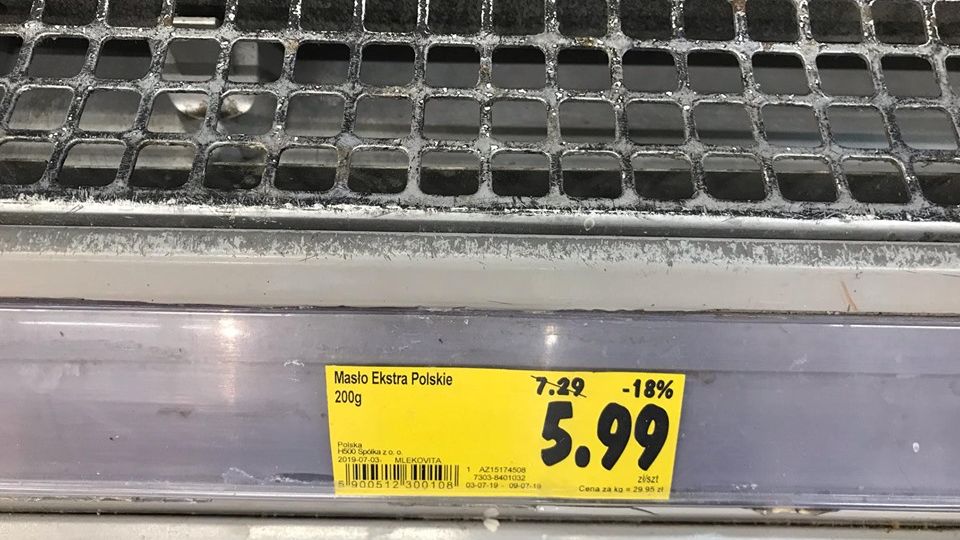 Masło Ekstra Polskie
200g
7.29 -18%
5.99
zł/szt
Polska
H500 Spółka z o. o.
2019-07-03- MLEKOVITA
1 AZ15174508
7303-8401032
5 900512 300108
03-07-19 - 09-07-19
Cena za kg = 29.95 zł